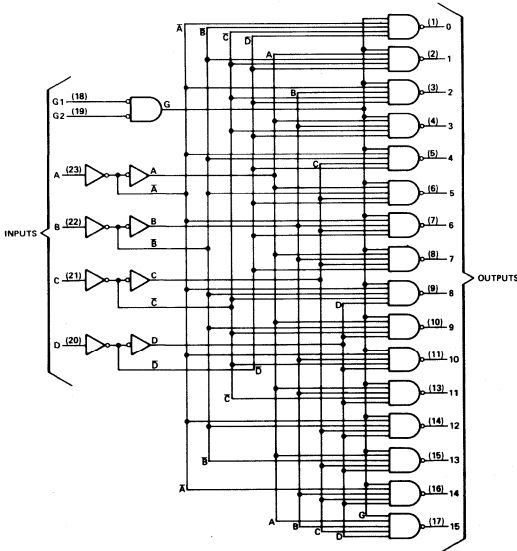 INPUTS
G1 (18)
G2 (19)
G
A (23) A
A̅
B (22) B
B̅
C (21) C
C̅
D (20) D
D̅
A̅
B̅
C̅
D̅
A
B
C
D
D̅
C̅
B̅
A̅
A
B
C
D
G
(1) 0
(2) 1
(3) 2
(4) 3
(5) 4
(6) 5
(7) 6
(8) 7
(9) 8
(10) 9
(11) 10
(13) 11
(14) 12
(15) 13
(16) 14
(17) 15
OUTPUTS